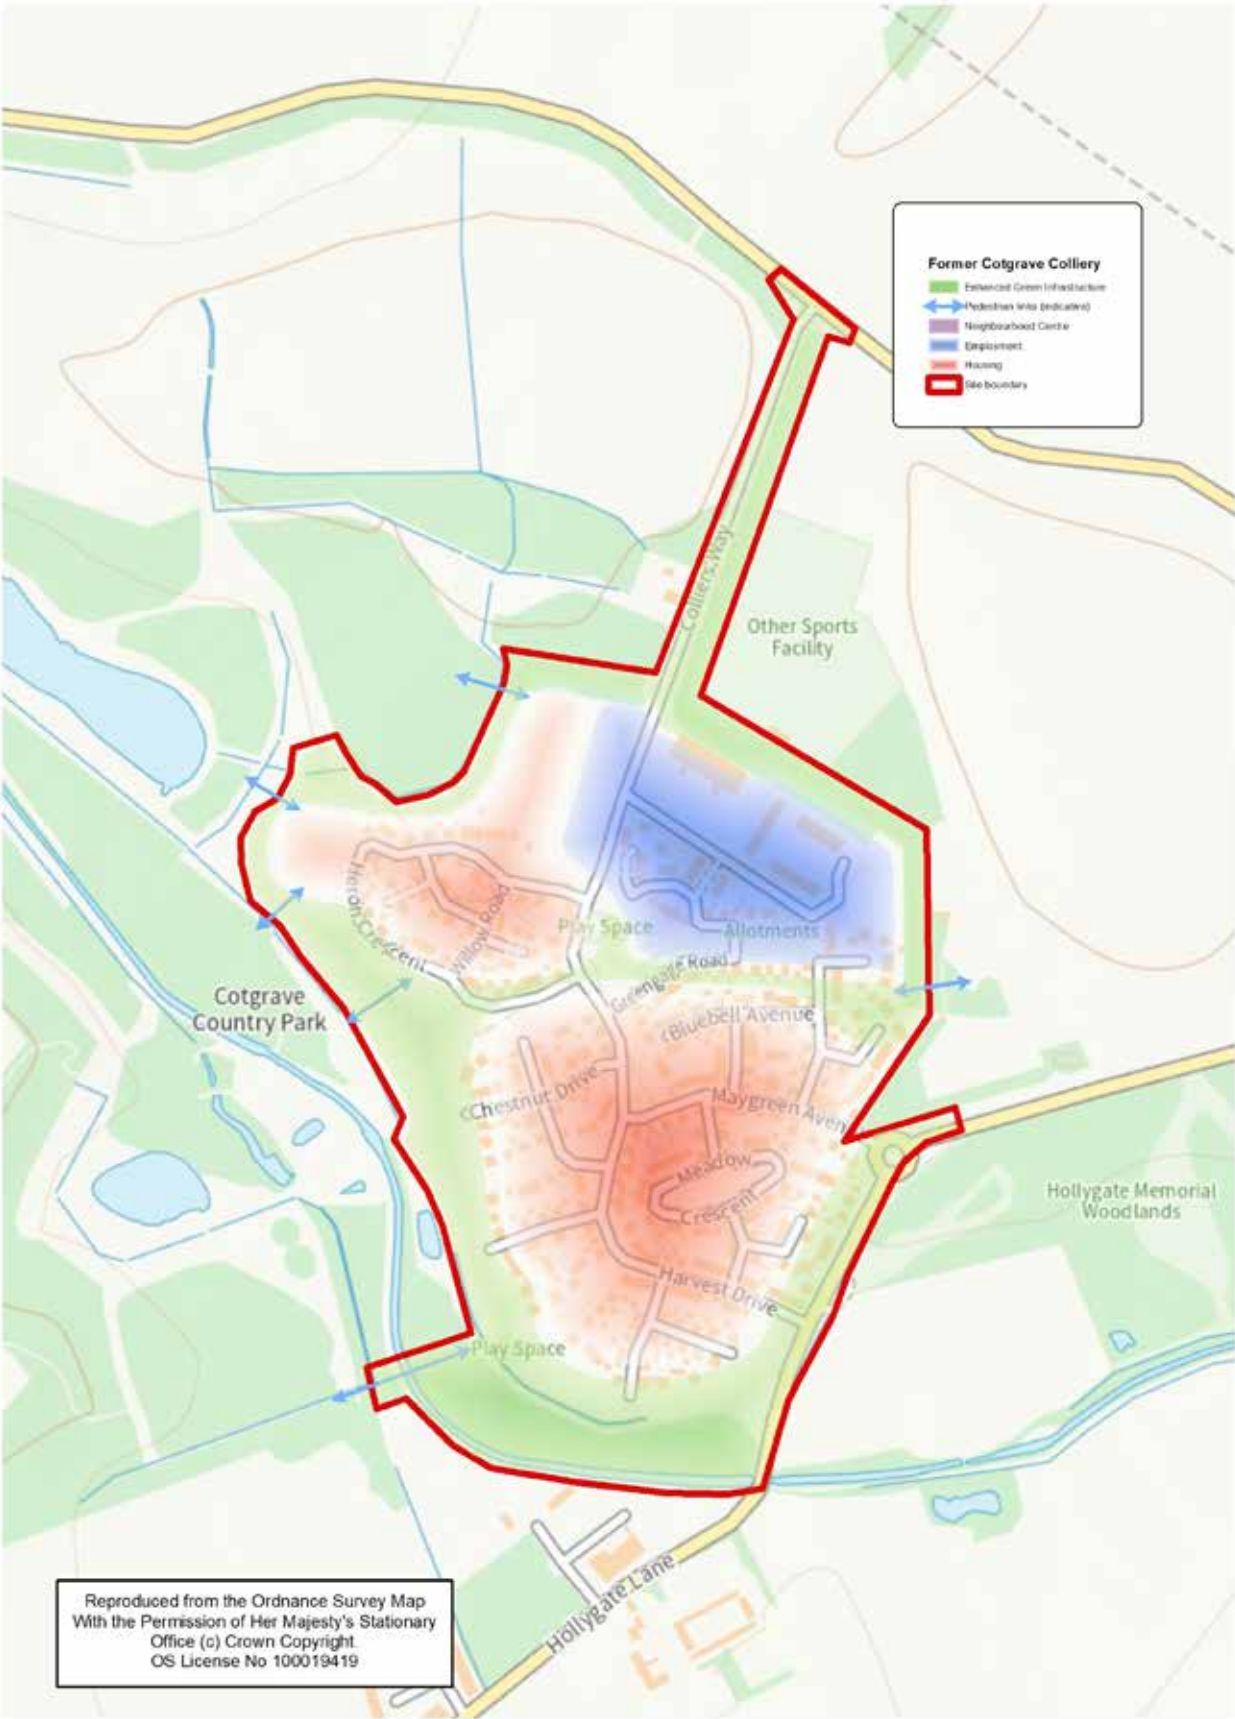 Former Cotgrave Colliery
Enhanced Green Infrastructure
Pedestrian links (indicative)
Neighbourhood Centre
Employment
Housing
Site boundary
Colliers Way
Other Sports
Facility
Heron Crescent
Willow Road
Play Space
Allotments
Greengage Road
Cotgrave
Country Park
Bluebell Avenue
Chestnut Drive
Maygreen Aven
Meadow
Crescent
Hollygate Memorial
Woodlands
Harvest Drive
Play Space
Hollygate Lane
Reproduced from the Ordnance Survey Map
With the Permission of Her Majesty's Stationary
Office (c) Crown Copyright.
OS License No 100019419